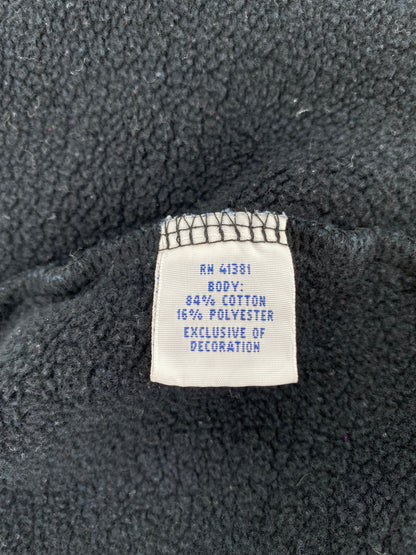 RN 41381
BODY:
84% COTTON
16% POLYESTER
EXCLUSIVE OF
DECORATION